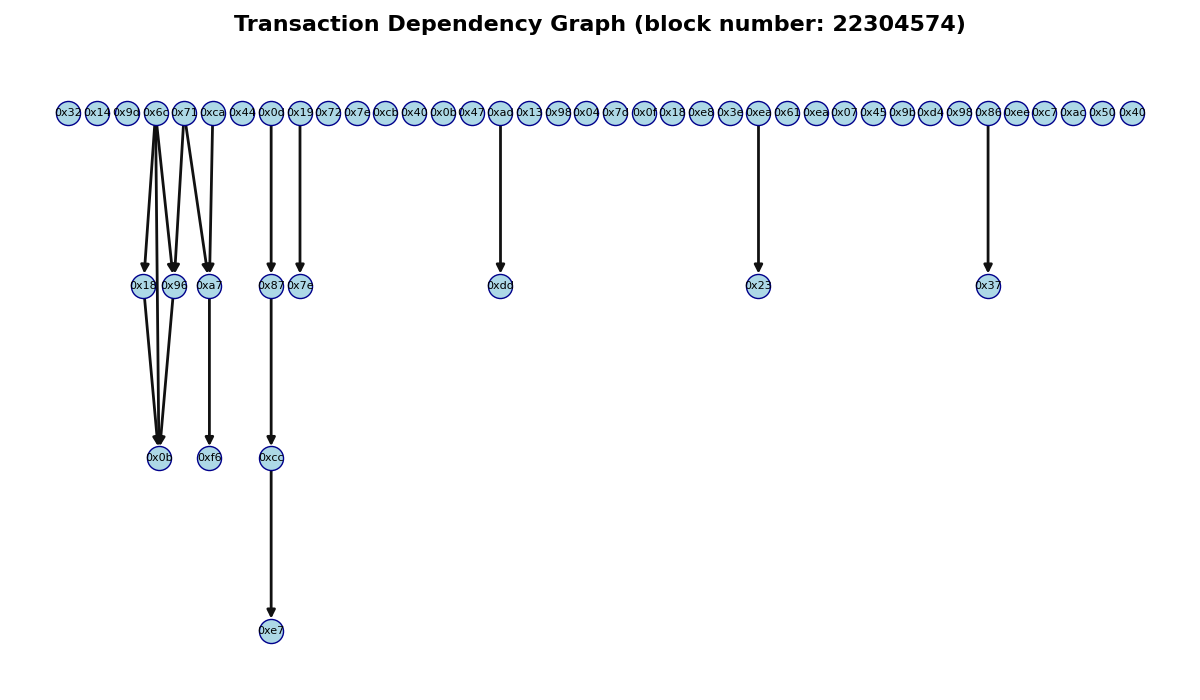 Transaction Dependency Graph (block number: 22304574)
0x32 0x14 0x9d 0x6c 0x71 0xca 0x44 0x0d 0x19 0x72 0x7e 0xcb 0x40 0x0b 0x47 0xad 0x13 0x98 0x04 0x7c 0x0f 0x18 0xe8 0x3e 0xea 0x61 0xea 0x07 0x45 0x9b 0xd4 0x98 0x86 0xee 0xc7 0xac 0x50 0x40
0x18 0x96 0xa7 0x87 0x7e 0xdd 0x23 0x37
0x0b 0xf6 0xcc
0xe7